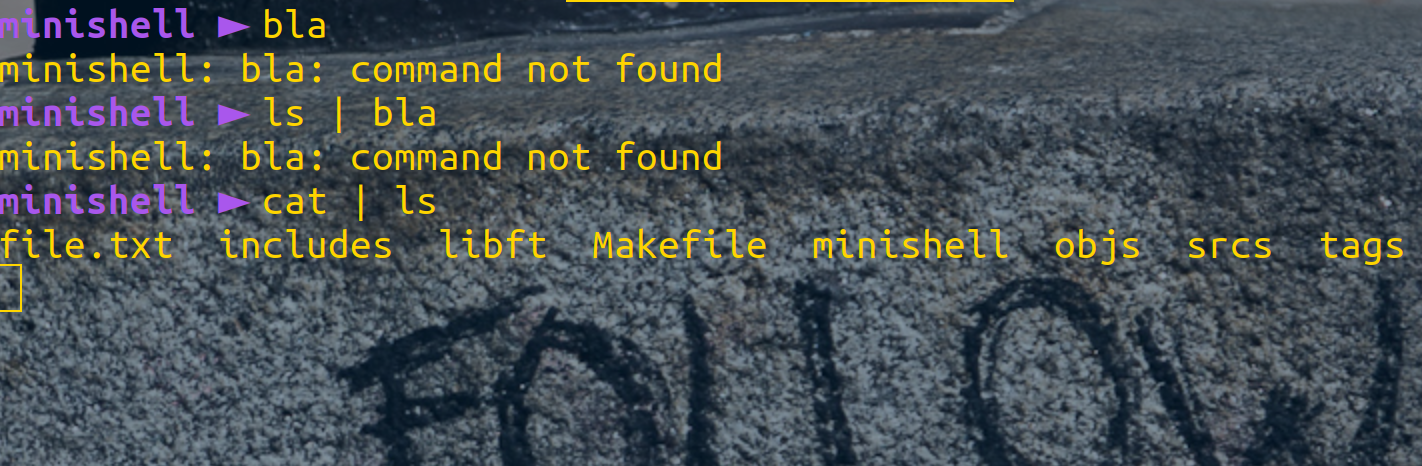 minishell ► bla
minishell: bla: command not found
minishell ► ls | bla
minishell: bla: command not found
minishell ► cat | ls
file.txt  includes  libft  Makefile  minishell  objs  srcs  tags
FOLLOW